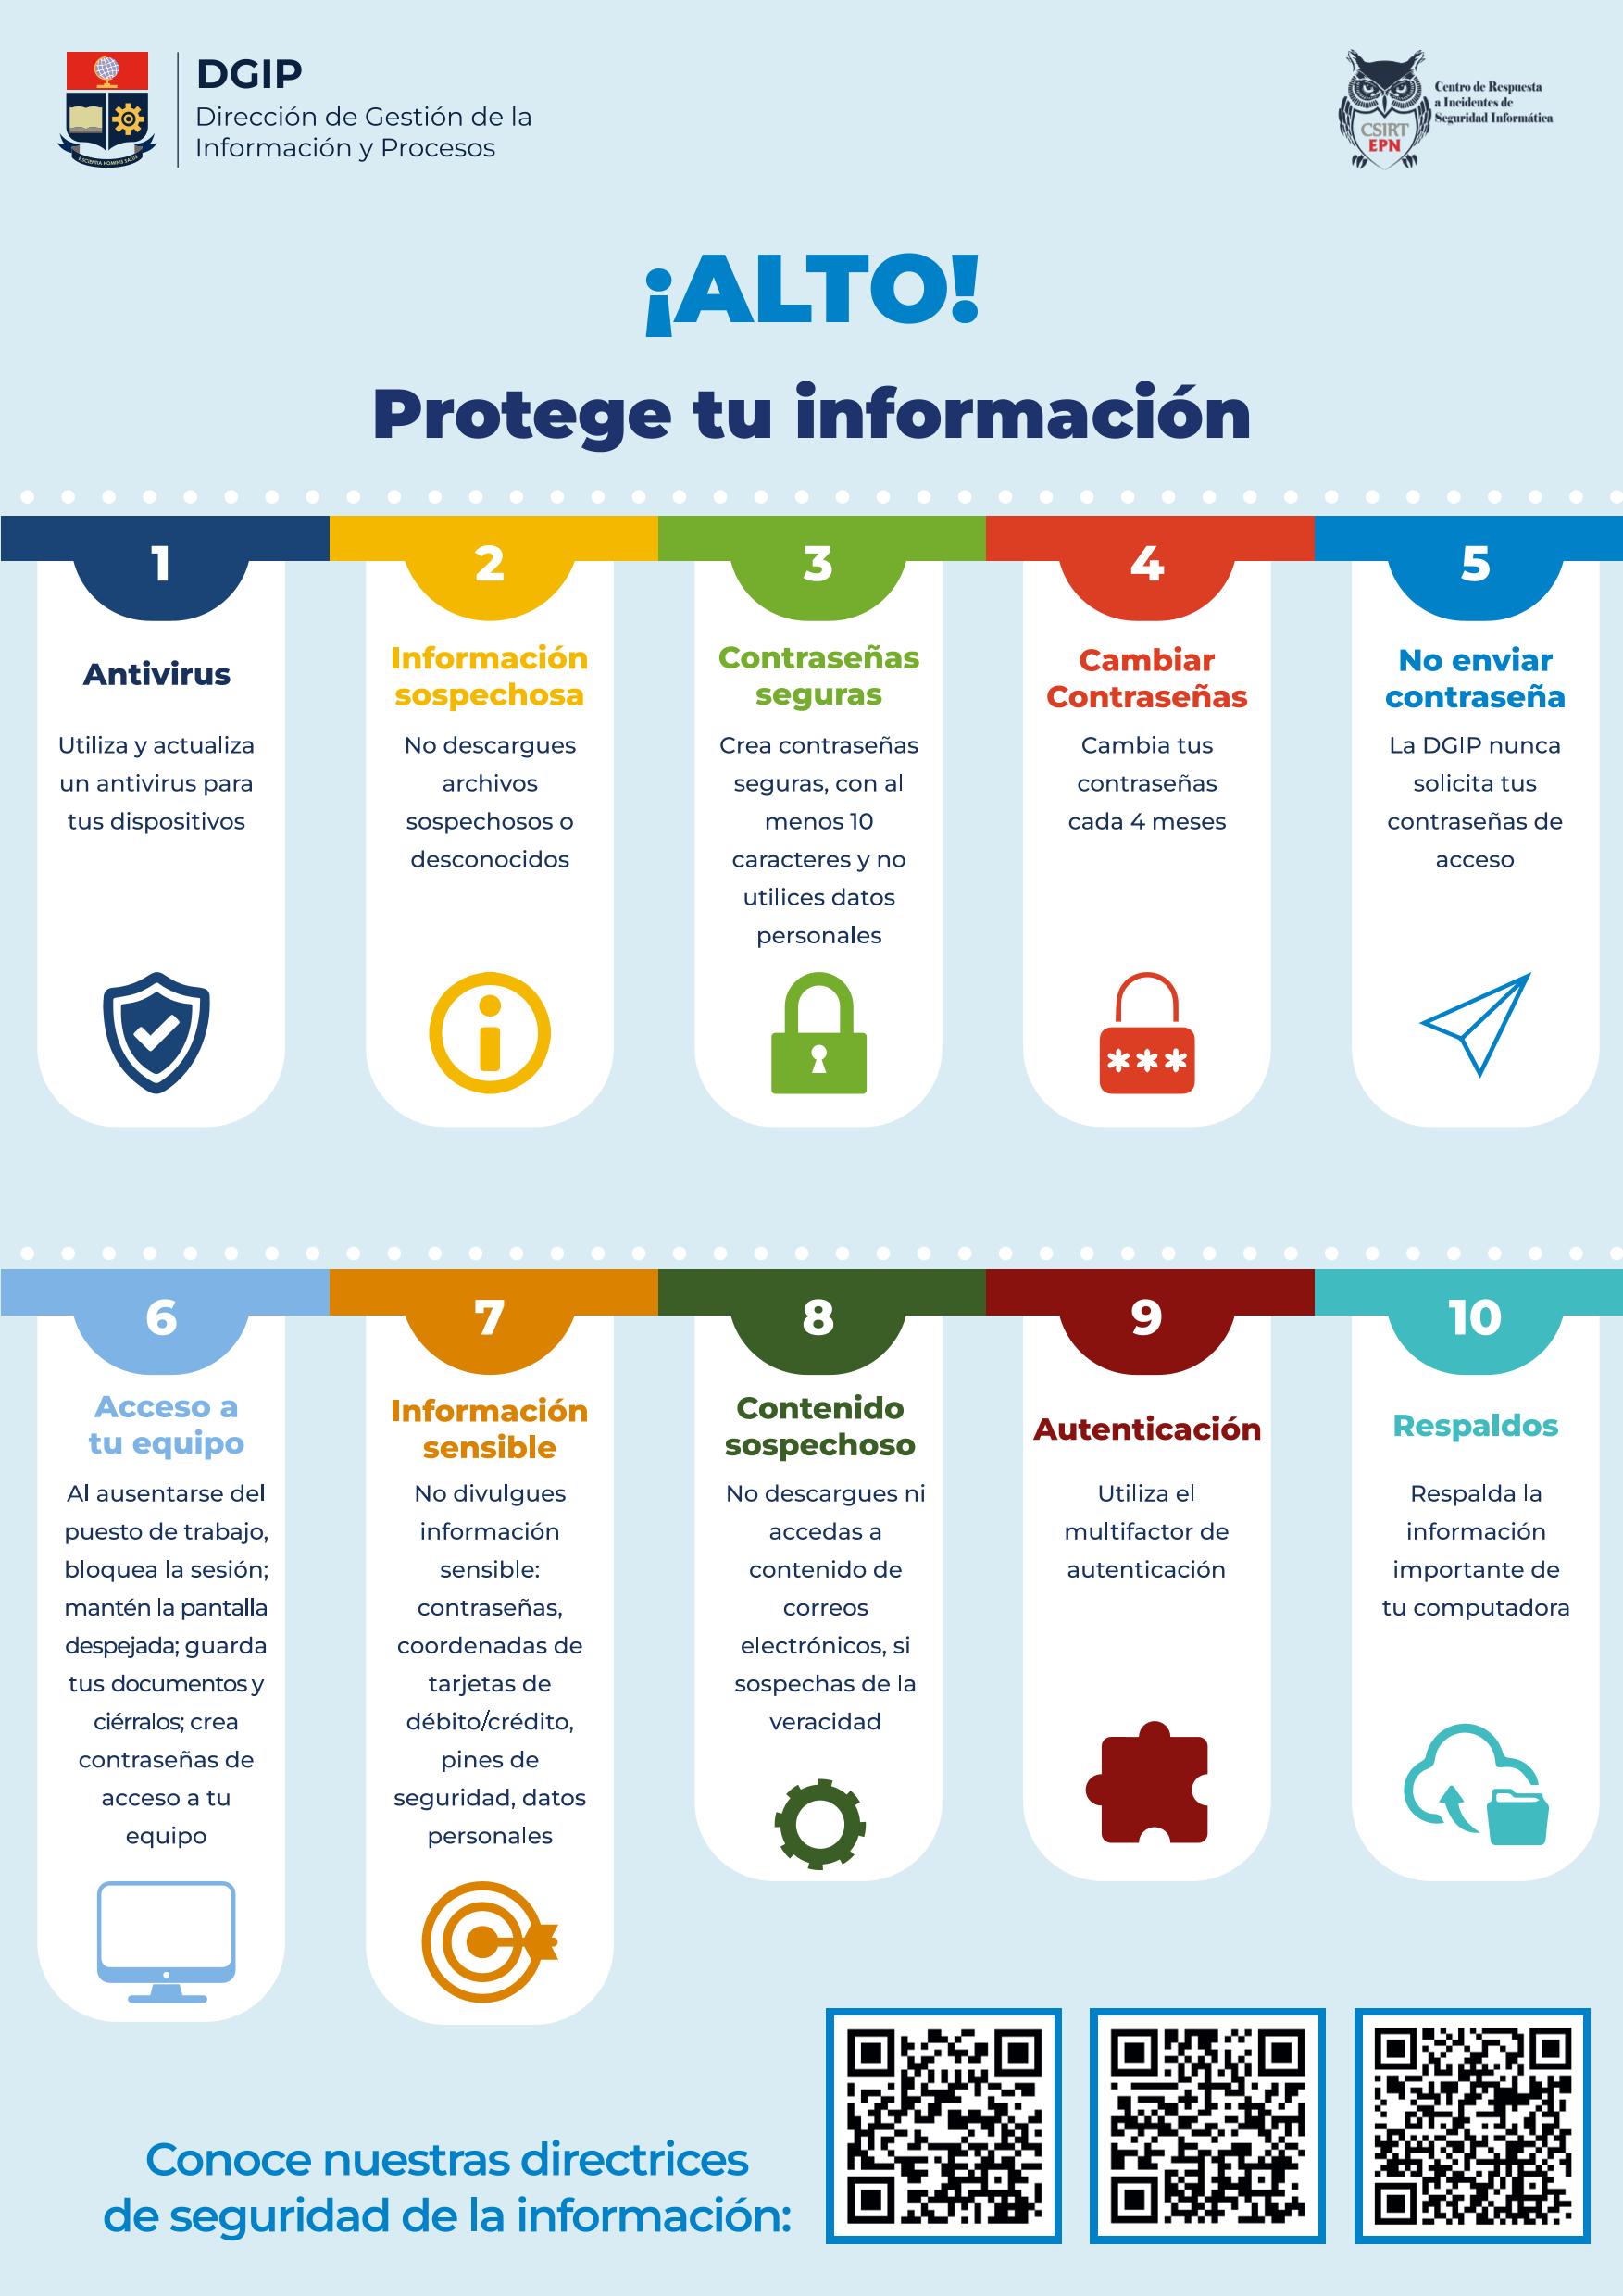 DGIP
Dirección de Gestión de la
Información y Procesos
E SCIENTIA HOMINIS SALUS
Centro de Respuesta
a Incidentes de
Seguridad Informática
CSIRT
EPN
¡ALTO!
Protege tu información
1
Antivirus
Utiliza y actualiza
un antivirus para
tus dispositivos
2
Información
sospechosa
No descargues
archivos
sospechosos o
desconocidos
3
Contraseñas
seguras
Crea contraseñas
seguras, con al
menos 10
caracteres y no
utilices datos
personales
4
Cambiar
Contraseñas
Cambia tus
contraseñas
cada 4 meses
***
5
No enviar
contraseña
La DGIP nunca
solicita tus
contraseñas de
acceso
6
Acceso a
tu equipo
Al ausentarse del
puesto de trabajo,
bloquea la sesión;
mantén la pantalla
despejada; guarda
tus documentos y
ciérralos; crea
contraseñas de
acceso a tu
equipo
7
Información
sensible
No divulgues
información
sensible:
contraseñas,
coordenadas de
tarjetas de
débito/crédito,
pines de
seguridad, datos
personales
8
Contenido
sospechoso
No descargues ni
accedas a
contenido de
correos
electrónicos, si
sospechas de la
veracidad
9
Autenticación
Utiliza el
multifactor de
autenticación
10
Respaldos
Respalda la
información
importante de
tu computadora
Conoce nuestras directrices
de seguridad de la información: